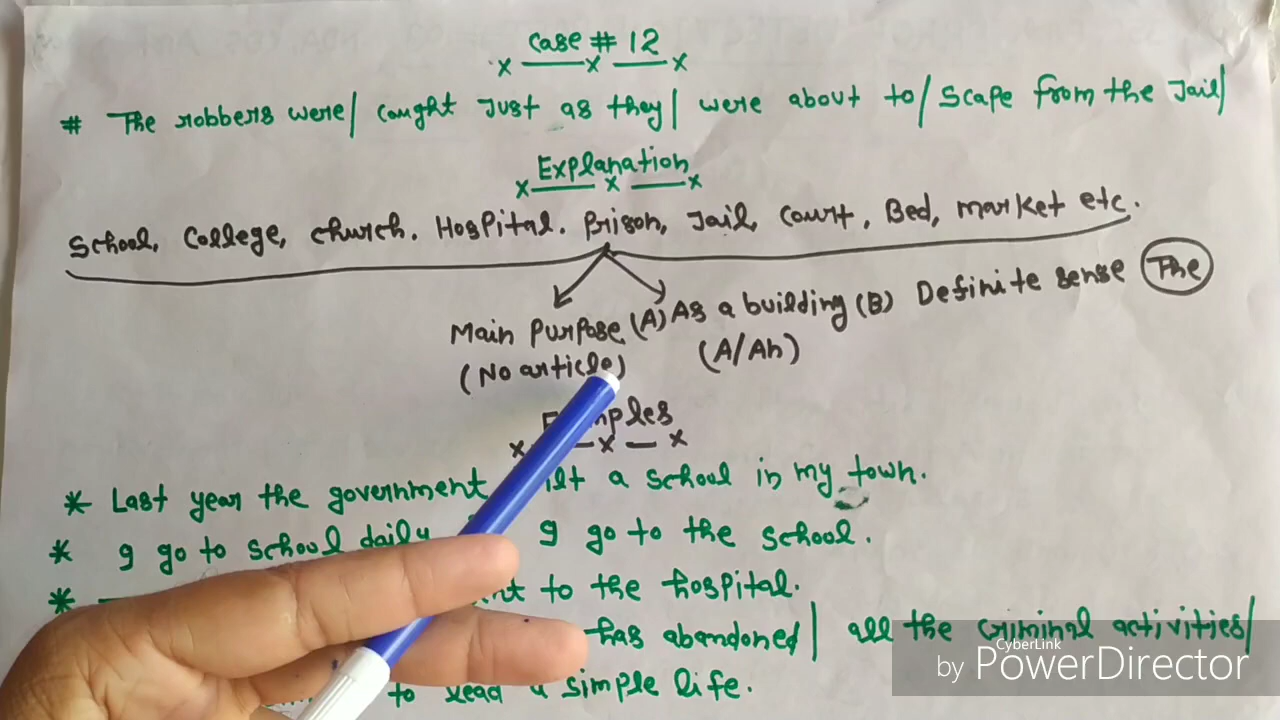 Case # 12
# The robbers were/ caught Just as they/ were about to/ Scape from the Jail/
Explanation
School, College, church. Hospital. Prison, Jail, Court, Bed, market etc.
Main Purpose (A) As a building (B) Definite sense The
(No article) (A/An)
* Last year the government a school in my town.
* I go to school daily I go to the school.
* to the hospital.
has abandoned/ all the criminal activities/
to lead a simple life.
CyberLink
by PowerDirector